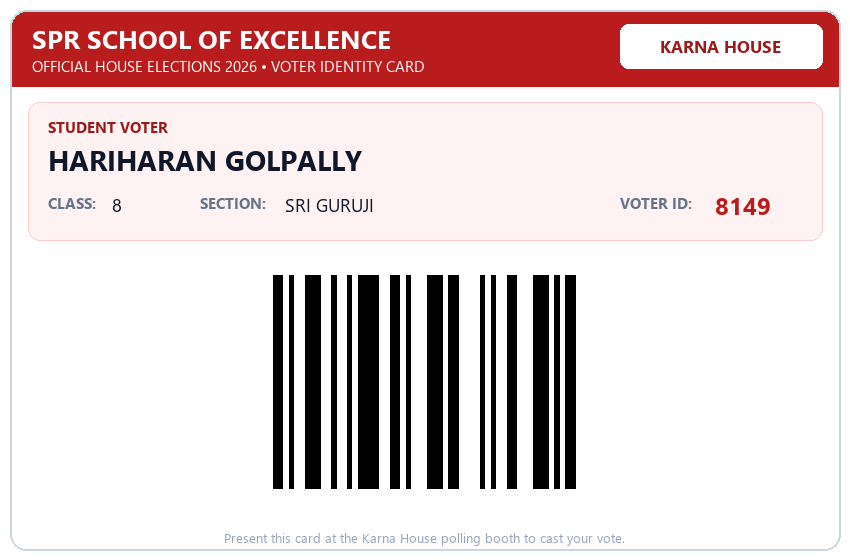 SPR SCHOOL OF EXCELLENCE
OFFICIAL HOUSE ELECTIONS 2026 • VOTER IDENTITY CARD
KARNA HOUSE
STUDENT VOTER
HARIHARAN GOLPALLY
CLASS: 8 SECTION: SRI GURUJI VOTER ID: 8149
Present this card at the Karna House polling booth to cast your vote.